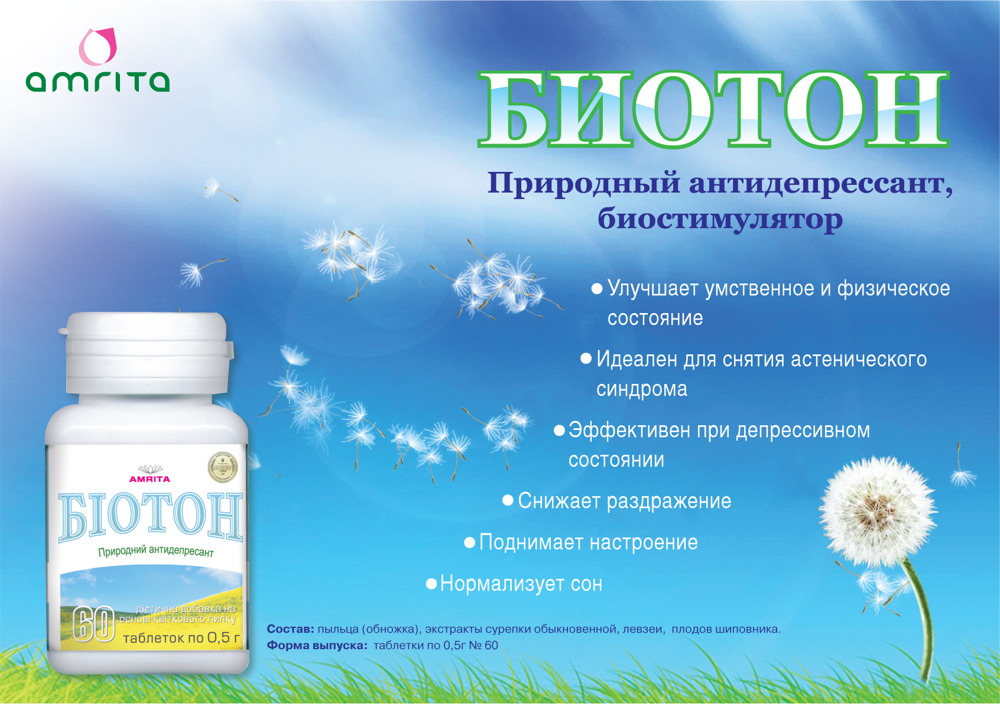 amrita
БИОТОН
Природный антидепрессант,
биостимулятор
● Улучшает умственное и физическое
состояние
● Идеален для снятия астенического
синдрома
● Эффективен при депрессивном
состоянии
● Снижает раздражение
● Поднимает настроение
● Нормализует сон
AMRITA
ЛІДЕР
БІОТОН
Природний антидепресант
60
дієтична добавка на
основі квіткового пилку
таблеток по 0,5 г
Состав: пыльца (обножка), экстракты сурепки обыкновенной, левзеи, плодов шиповника.
Форма выпуска: таблетки по 0,5г № 60